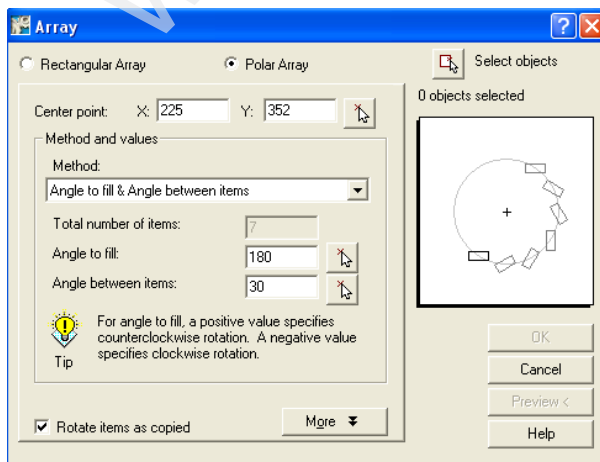 Array
Rectangular Array
Polar Array
Select objects
0 objects selected
Center point: X: 225 Y: 352
Method and values
Method:
Angle to fill & Angle between items
Total number of items: 7
Angle to fill: 180
Angle between items: 30
For angle to fill, a positive value specifies
counterclockwise rotation. A negative value
specifies clockwise rotation.
Tip
Rotate items as copied
More
OK
Cancel
Preview <
Help